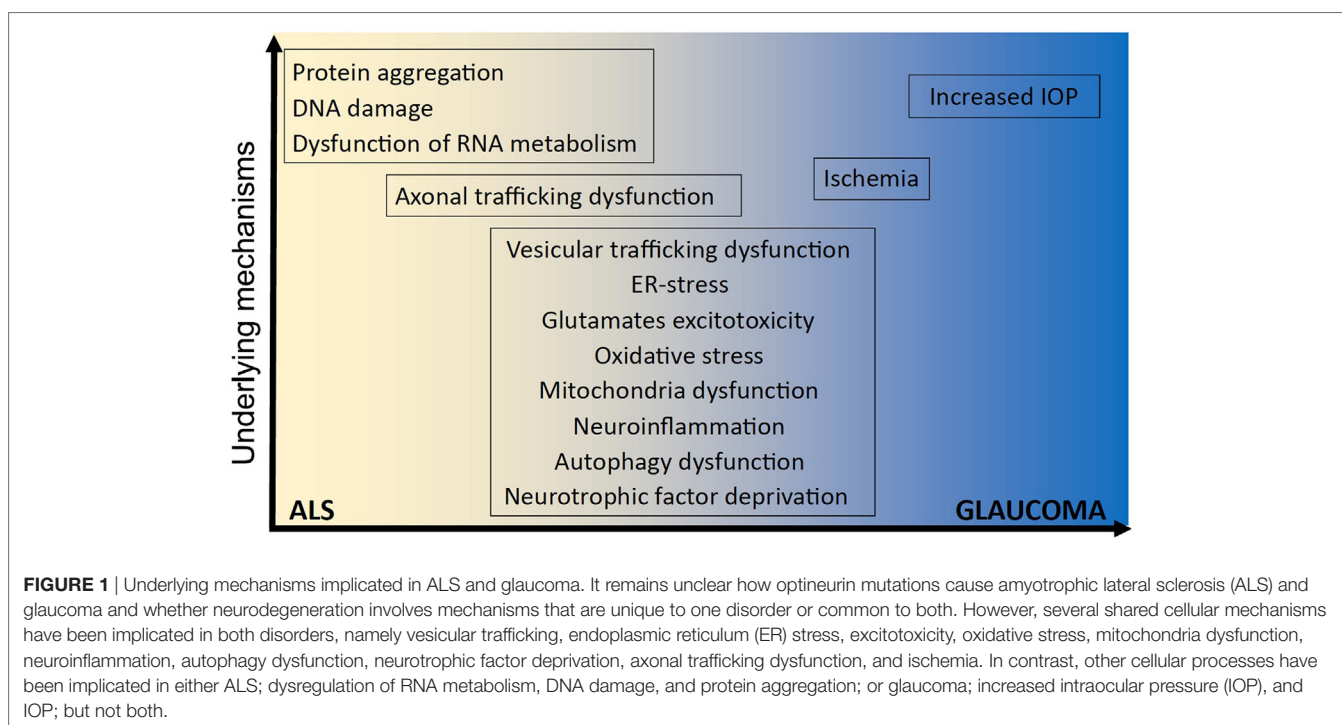 Underlying mechanisms
Protein aggregation
DNA damage
Dysfunction of RNA metabolism
Increased IOP
Ischemia
Axonal trafficking dysfunction
Vesicular trafficking dysfunction
ER-stress
Glutamates excitotoxicity
Oxidative stress
Mitochondria dysfunction
Neuroinflammation
Autophagy dysfunction
Neurotrophic factor deprivation
ALS
GLAUCOMA
FIGURE 1 | Underlying mechanisms implicated in ALS and glaucoma. It remains unclear how optineurin mutations cause amyotrophic lateral sclerosis (ALS) and
glaucoma and whether neurodegeneration involves mechanisms that are unique to one disorder or common to both. However, several shared cellular mechanisms
have been implicated in both disorders, namely vesicular trafficking, endoplasmic reticulum (ER) stress, excitotoxicity, oxidative stress, mitochondria dysfunction,
neuroinflammation, autophagy dysfunction, neurotrophic factor deprivation, axonal trafficking dysfunction, and ischemia. In contrast, other cellular processes have
been implicated in either ALS; dysregulation of RNA metabolism, DNA damage, and protein aggregation; or glaucoma; increased intraocular pressure (IOP), and
IOP; but not both.